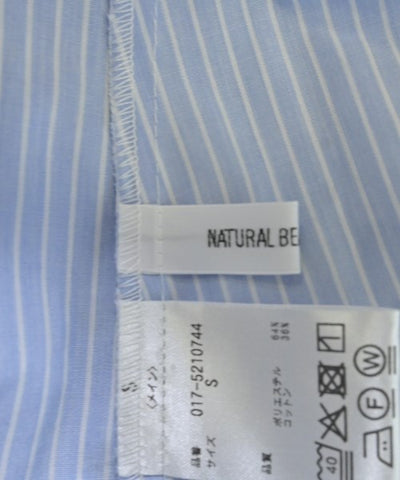 NATURAL BE
S
(メイン)
品番 017-5210744
サイズ S
品質 ポリエステル 64%
コットン 36%
40
F
W